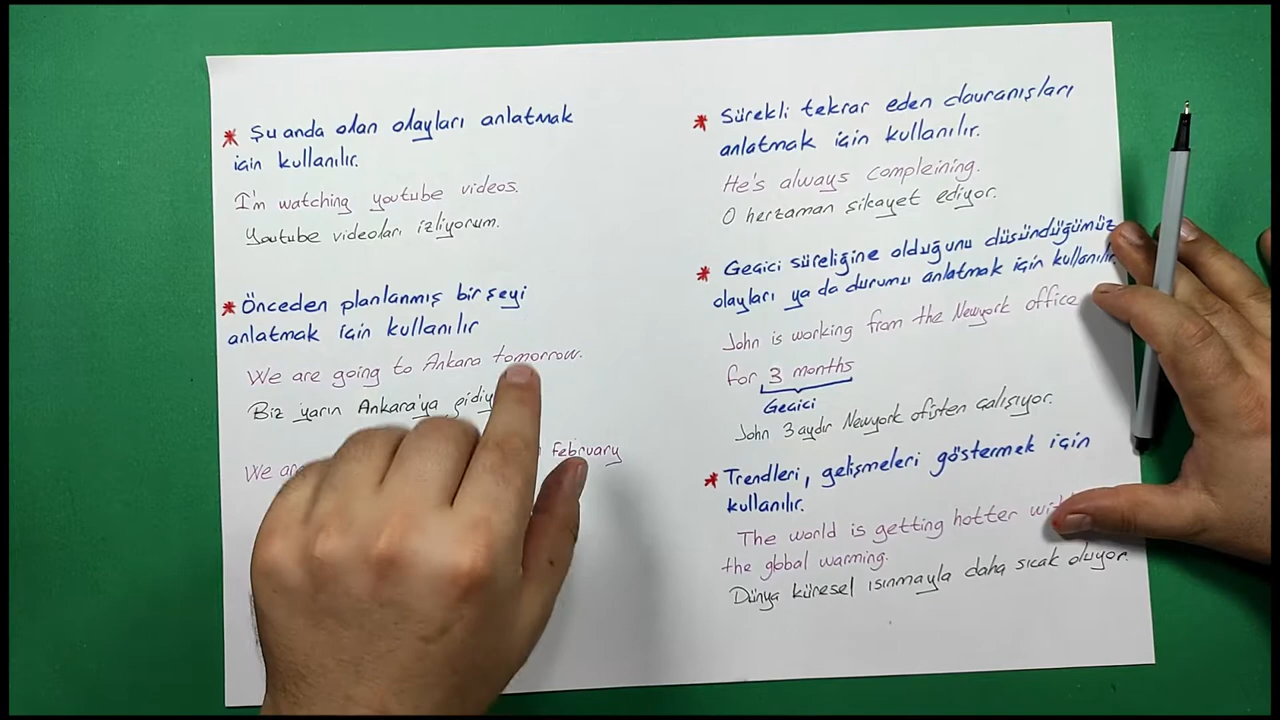 * Şu anda olan olayları anlatmak
için kullanılır.
I'm watching youtube videos.
Youtube videoları izliyorum.
* Önceden planlanmış bir şeyi
anlatmak için kullanılır
We are going to Ankara tomorrow.
Biz yarın Ankara'ya
We february
* Sürekli tekrar eden davranışları
anlatmak için kullanılır.
He's always compleining.
O herzaman şikayet ediyor.
* Geçici süreliğine olduğunu düşündüğümüz
olayları ya da durumu anlatmak için kullanılır.
John is working from the Newyork office
for 3 months
Geçici
John 3 aydır Newyork ofisten çalışıyor.
* Trendleri, gelişmeleri göstermek için
kullanılır.
The world is getting hotter
the global warming.
Dünya küresel ısınmayla daha sıcak oluyor.